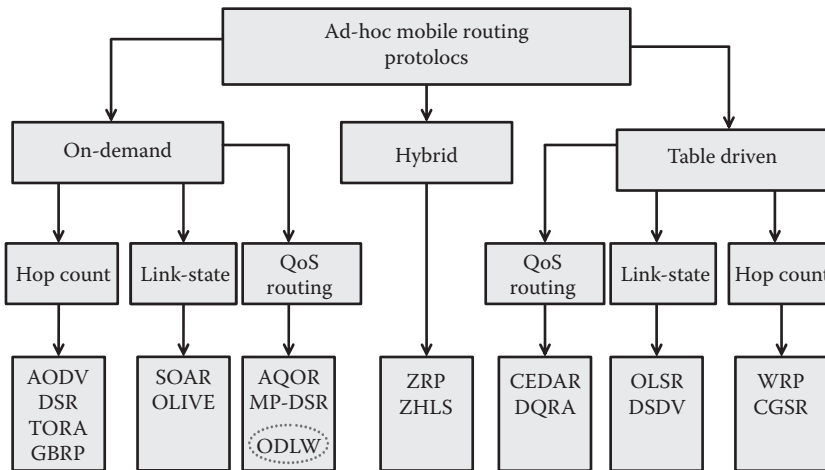 Ad-hoc mobile routing
protolocs
On-demand
Hybrid
Table driven
Hop count
Link-state
QoS
routing
QoS
routing
Link-state
Hop count
AODV
DSR
TORA
GBRP
SOAR
OLIVE
AQOR
MP-DSR
ODLW
ZRP
ZHLS
CEDAR
DQRA
OLSR
DSDV
WRP
CGSR